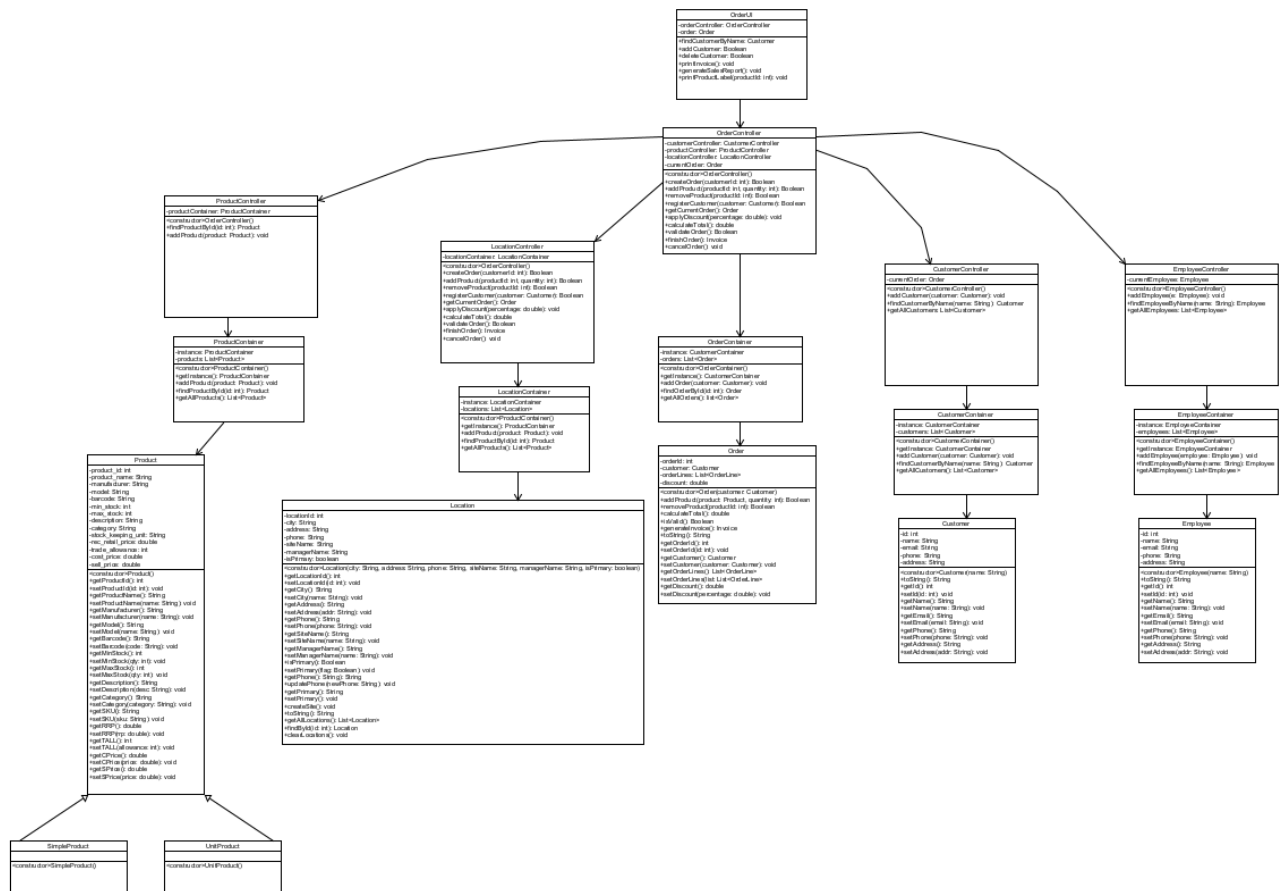 OrderUI
-orderController: OrderController
-order: Order
+findCustomerByName: Customer
+addCustomer: Boolean
+deleteCustomer: Boolean
+printInvoice(): void
+generateSalesReport(): void
+printProductLabel(productId: int): void
OrderController
-customerController: CustomerController
-productController: ProductController
-locationController: LocationController
-currentOrder: Order
+<constructor>OrderController()
+createOrder(customerId: int): Boolean
+addProduct(productId: int, quantity: int): Boolean
+removeProduct(productId: int): Boolean
+registerCustomer(customer: Customer): Boolean
+getCurrentOrder(): Order
+applyDiscount(percentage: double): void
+calculateTotal(): double
+validateOrder(): Boolean
+finishOrder(): Invoice
+cancelOrder(): void
ProductController
-productContainer: ProductContainer
+<constructor>OrderController()
+findProductById(id: int): Product
+addProduct(product: Product): void
LocationController
-locationContainer: LocationContainer
+<constructor>OrderController()
+createOrder(customerId: int): Boolean
+addProduct(productId: int, quantity: int): Boolean
+removeProduct(productId: int): Boolean
+registerCustomer(customer: Customer): Boolean
+getCurrentOrder(): Order
+applyDiscount(percentage: double): void
+calculateTotal(): double
+validateOrder(): Boolean
+finishOrder(): Invoice
+cancelOrder(): void
CustomerController
-currentOrder: Order
+<constructor>CustomerController()
+addCustomer(customer: Customer): void
+findCustomerByName(name: String): Customer
+getAllCustomers: List<Customer>
EmployeeController
-currentEmployee: Employee
+<constructor>EmployeeController()
+addEmployee(e: Employee): void
+findEmployeeByName(name: String): Employee
+getAllEmployees: List<Employee>
ProductContainer
-instance: ProductContainer
-products: List<Product>
+<constructor>ProductContainer()
+getInstance(): ProductContainer
+addProduct(product: Product): void
+findProductById(id: int): Product
+getAllProducts(): List<Product>
OrderContainer
-instance: CustomerContainer
-orders: List<Order>
+<constructor>OrderContainer()
+getInstance(): CustomerContainer
+addOrder(customer: Customer): void
+findOrderById(id: int): Order
+getAllOrders(): list<Order>
LocationContainer
-instance: LocationContainer
-locations: List<Location>
+<constructor>ProductContainer()
+getInstance(): ProductContainer
+addProduct(product: Product): void
+findProductById(id: int): Product
+getAllProducts(): List<Product>
CustomerContainer
-instance: CustomerContainer
-customers: List<Customer>
+<constructor>CustomerContainer()
+getInstance: CustomerContainer
+addCustomer(customer: Customer): void
+findCustomerByName(name: String): Customer
+getAllCustomers(): List<Customer>
EmployeeContainer
-instance: EmployeeContainer
-employees: List<Employee>
+<constructor>EmployeeContainer()
+getInstance: EmployeeContainer
+addEmployee(employee: Employee): void
+findEmployeeByName(name: String): Employee
+getAllEmployees(): List<Employee>
Product
-product_id: int
-product_name: String
-manufacturer: String
-model: String
-barcode: String
-min_stock: int
-max_stock: int
-description: String
-category: String
-stock_keeping_unit: String
-rec_retail_price: double
-trade_allowance: int
-cost_price: double
-sell_price: double
+<constructor>Product()
+getProductId(): int
+setProductId(id: int): void
+getProductName(): String
+setProductName(name: String): void
+getManufacturer(): String
+setManufacturer(name: String): void
+getModel(): String
+setModel(name: String): void
+getBarcode(): String
+setBarcode(code: String): void
+getMinStock(): int
+setMinStock(qty: int): void
+getMaxStock(): int
+setMaxStock(qty: int): void
+getDescription(): String
+setDescription(desc: String): void
+getCategory(): String
+setCategory(category: String): void
+getSKU(): String
+setSKU(sku: String): void
+getRRP(): double
+setRRP(rrp: double): void
+getTALL(): int
+setTALL(allowance: int): void
+getCPrice(): double
+setCPrice(price: double): void
+getSPrice(): double
+setSPrice(price: double): void
Location
-locationId: int
-city: String
-address: String
-phone: String
-siteName: String
-managerName: String
-isPrimary: boolean
+<constructor>Location(city: String, address: String, phone: String, siteName: String, managerName: String, isPrimary: boolean)
+getLocationId(): int
+setLocationId(id: int): void
+getCity(): String
+setCity(name: String): void
+getAddress(): String
+setAddress(addr: String): void
+getPhone(): String
+setPhone(phone: String): void
+getSiteName(): String
+setSiteName(name: String): void
+getManagerName(): String
+setManagerName(name: String): void
+isPrimary(): Boolean
+setPrimary(flag: Boolean): void
+getPhone(): String): String
+updatePhone(newPhone: String): void
+getPrimary(): String
+setPrimary(): void
+createSite(): void
+toString(): String
+getAllLocations(): List<Location>
+findById(id: int): Location
+clearLocations(): void
Order
-orderId: int
-customer: Customer
-orderLines: List<OrderLine>
-discount: double
+<constructor>Order(customer: Customer)
+addProduct(product: Product, quantity: int): Boolean
+removeProduct(productId: int): Boolean
+calculateTotal(): double
+isValid(): Boolean
+generateInvoice(): Invoice
+toString(): String
+getOrderId(): int
+setOrderId(id: int): void
+getCustomer(): Customer
+setCustomer(customer: Customer): void
+getOrderLines(): List<OrderLine>
+setOrderLines(list: List<OrderLine>
+getDiscount(): double
+setDiscount(percentage: double): void
Customer
-id: int
-name: String
-email: String
-phone: String
-address: String
+<constructor>Customer(name: String)
+toString(): String
+getId(): int
+setId(id: int): void
+getName(): String
+setName(name: String): void
+getEmail(): String
+setEmail(email: String): void
+getPhone(): String
+setPhone(phone: String): void
+getAddress(): String
+setAddress(addr: String): void
Employee
-id: int
-name: String
-email: String
-phone: String
-address: String
+<constructor>Employee(name: String)
+toString(): String
+getId(): int
+setId(id: int): void
+getName(): String
+setName(name: String): void
+getEmail(): String
+setEmail(email: String): void
+getPhone(): String
+setPhone(phone: String): void
+getAddress(): String
+setAddress(addr: String): void
SimpleProduct
+<constructor>SimpleProduct()
UnitProduct
+<constructor>UnitProduct()